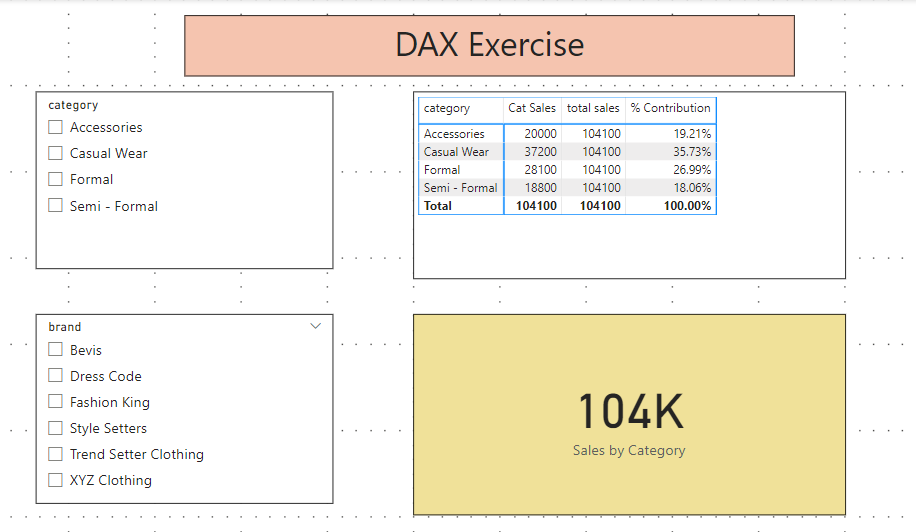 DAX Exercise
category
Accessories
Casual Wear
Formal
Semi - Formal
category Cat Sales total sales % Contribution
Accessories 20000 104100 19.21%
Casual Wear 37200 104100 35.73%
Formal 28100 104100 26.99%
Semi - Formal 18800 104100 18.06%
Total 104100 104100 100.00%
brand
Bevis
Dress Code
Fashion King
Style Setters
Trend Setter Clothing
XYZ Clothing
104K
Sales by Category